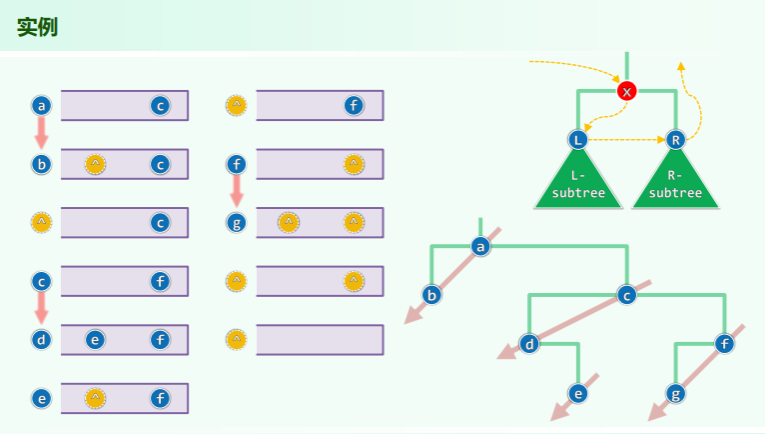 实例
a c
b ^ c
^ c
c f
d e f
e ^ f
^ f
f ^
g ^ ^
^ ^
^
x
L R
L-
subtree
R-
subtree
a
b c
d f
e g